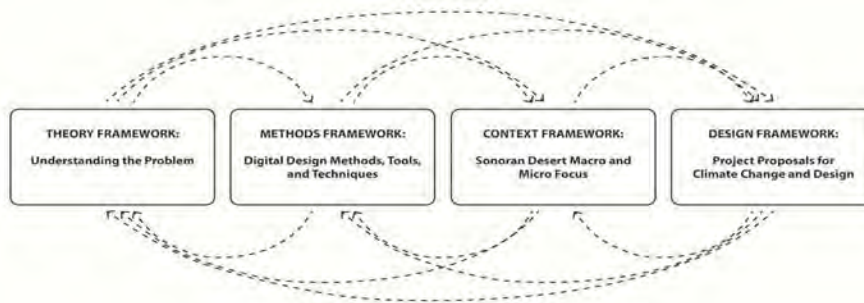 THEORY FRAMEWORK:
Understanding the Problem
METHODS FRAMEWORK:
Digital Design Methods, Tools,
and Techniques
CONTEXT FRAMEWORK:
Sonoran Desert Macro and
Micro Focus
DESIGN FRAMEWORK:
Project Proposals for
Climate Change and Design